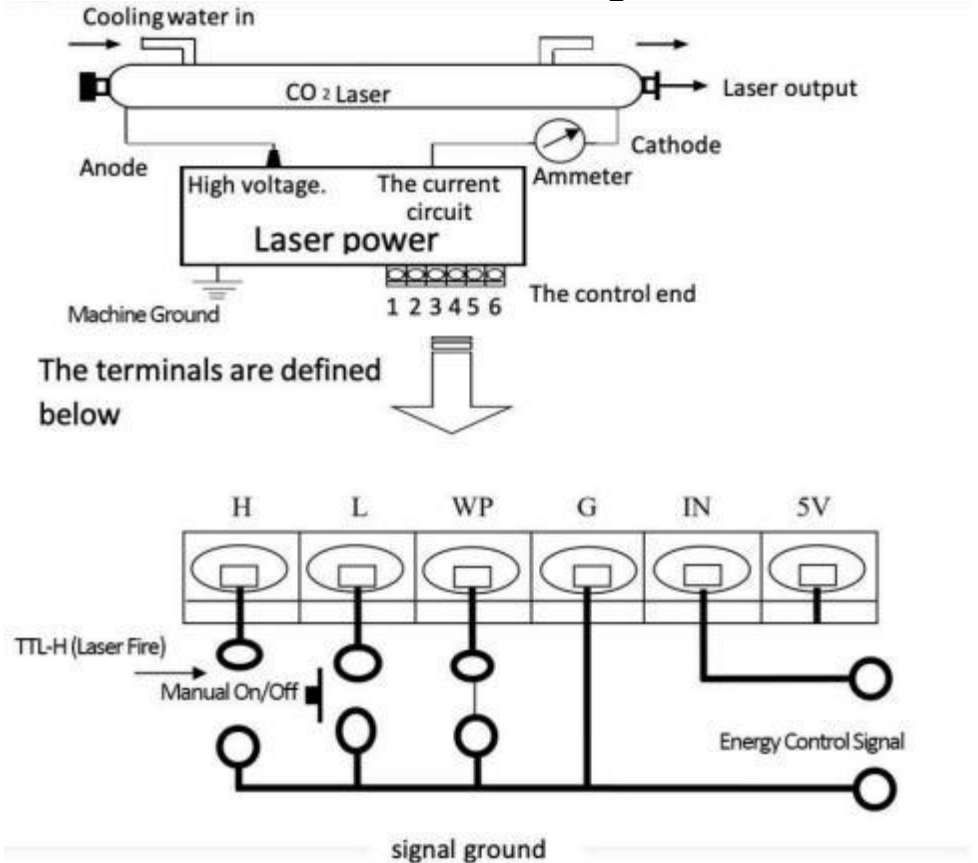 Cooling water in
CO 2 Laser
Laser output
Anode
Cathode
Ammeter
High voltage.
The current
circuit
Laser power
Machine Ground
1 2 3 4 5 6
The control end
The terminals are defined
below
H L WP G IN 5V
TTL-H (Laser Fire)
Manual On/Off
Energy Control Signal
signal ground